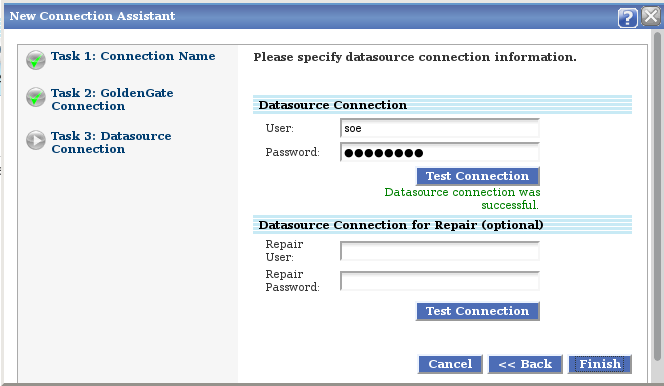 New Connection Assistant
?
Task 1: Connection Name
Task 2: GoldenGate
Connection
Task 3: Datasource
Connection
Please specify datasource connection information.
Datasource Connection
User:
soe
Password:
●●●●●●●●
Test Connection
Datasource connection was
successful.
Datasource Connection for Repair (optional)
Repair
User:
Repair
Password:
Test Connection
Cancel
<< Back
Finish